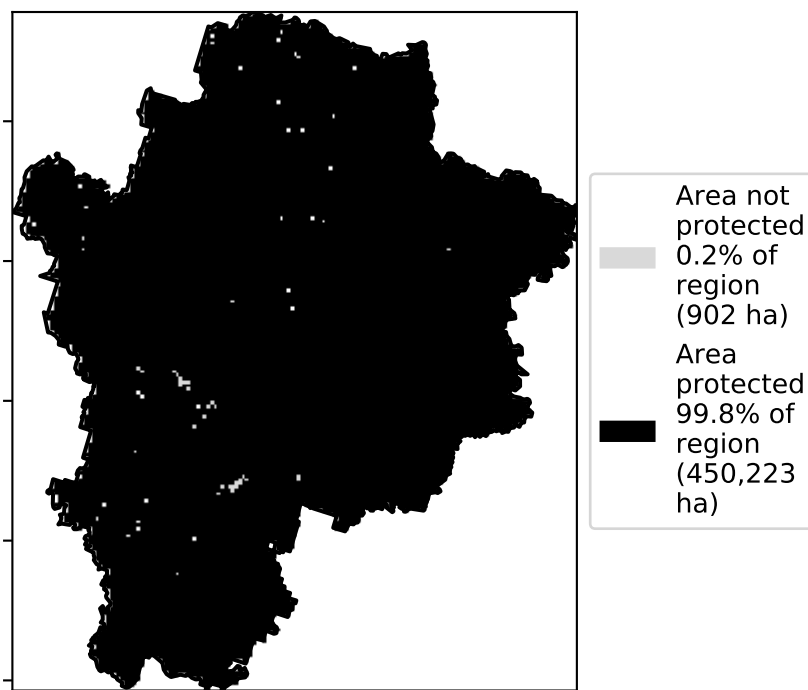 Area not
protected
0.2% of
region
(902 ha)
Area
protected
99.8% of
region
(450,223
ha)